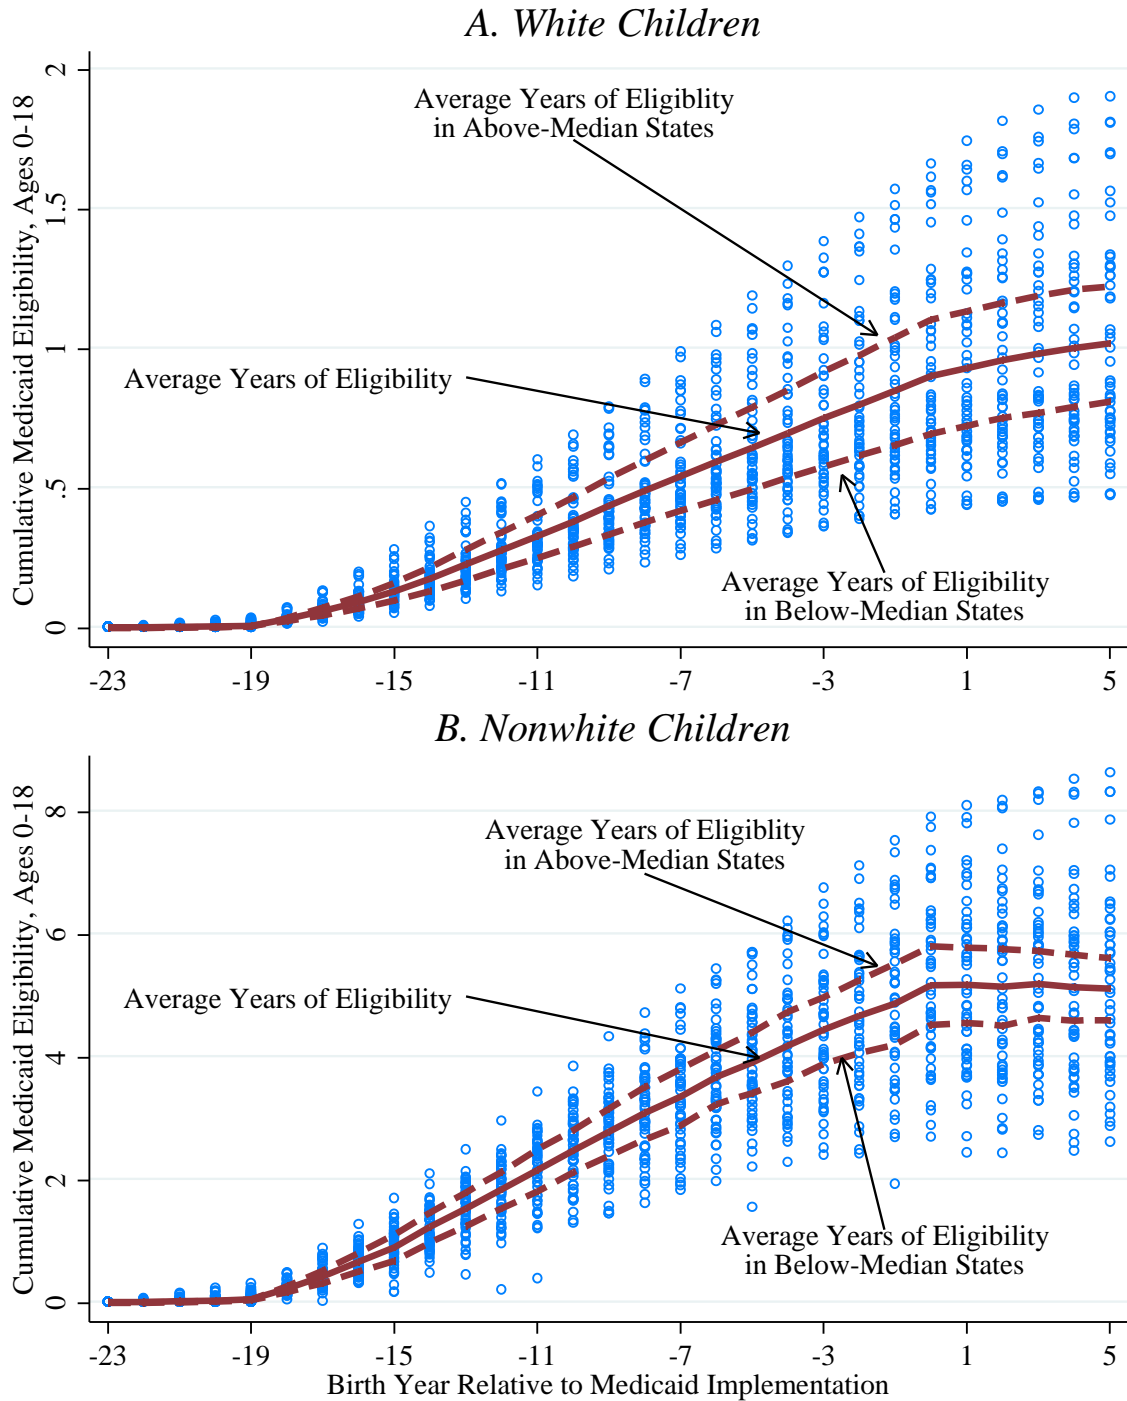 A. White Children
Cumulative Medicaid Eligibility, Ages 0-18
2
1.5
1
.5
0
Average Years of Eligiblity
in Above-Median States
Average Years of Eligibility
Average Years of Eligibility
in Below-Median States
-23 -19 -15 -11 -7 -3 1 5
B. Nonwhite Children
Cumulative Medicaid Eligibility, Ages 0-18
8
6
4
2
0
Average Years of Eligiblity
in Above-Median States
Average Years of Eligibility
Average Years of Eligibility
in Below-Median States
-23 -19 -15 -11 -7 -3 1 5
Birth Year Relative to Medicaid Implementation